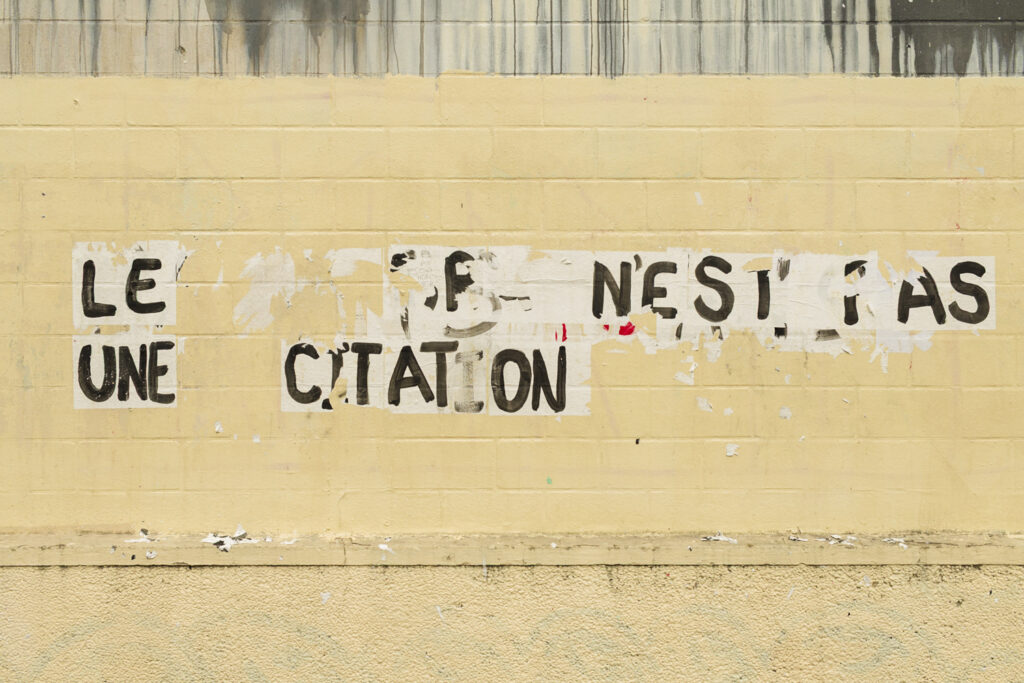 LE N'EST PAS
UNE CITATION